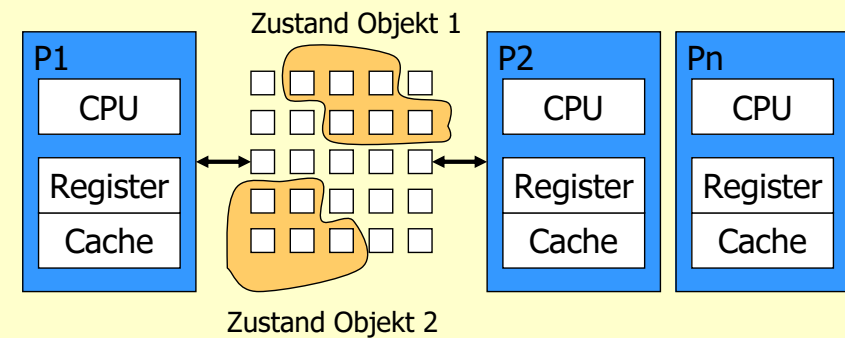 Zustand Objekt 1
P1
CPU
Register
Cache
P2
CPU
Register
Cache
Pn
CPU
Register
Cache
Zustand Objekt 2